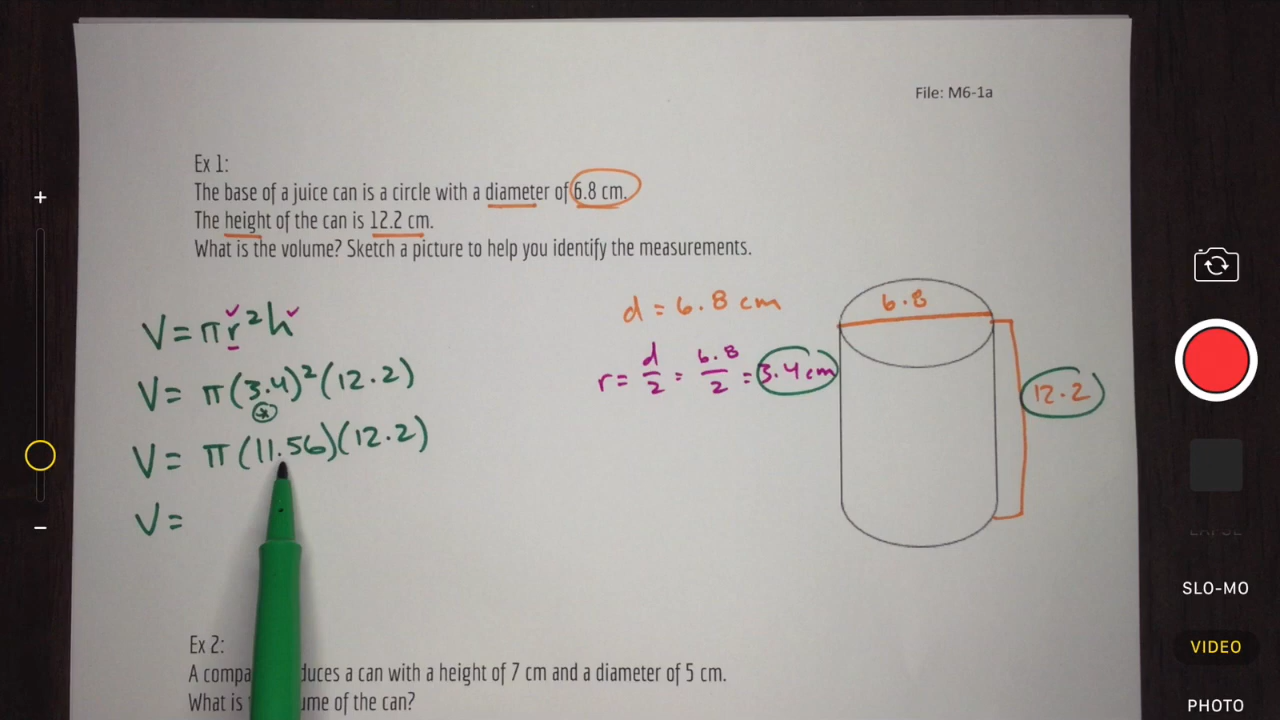 File: M6-1a
Ex 1:
The base of a juice can is a circle with a diameter of 6.8 cm.
The height of the can is 12.2 cm.
What is the volume? Sketch a picture to help you identify the measurements.
V = πr²h
d = 6.8 cm
6.8
V = π(3.4)²(12.2)
r = d/2 = 6.8/2 = 3.4 cm
12.2
V = π(11.56)(12.2)
V =
Ex 2:
A compa duces a can with a height of 7 cm and a diameter of 5 cm.
What is ume of the can?
+
−
SLO-MO
VIDEO
PHOTO